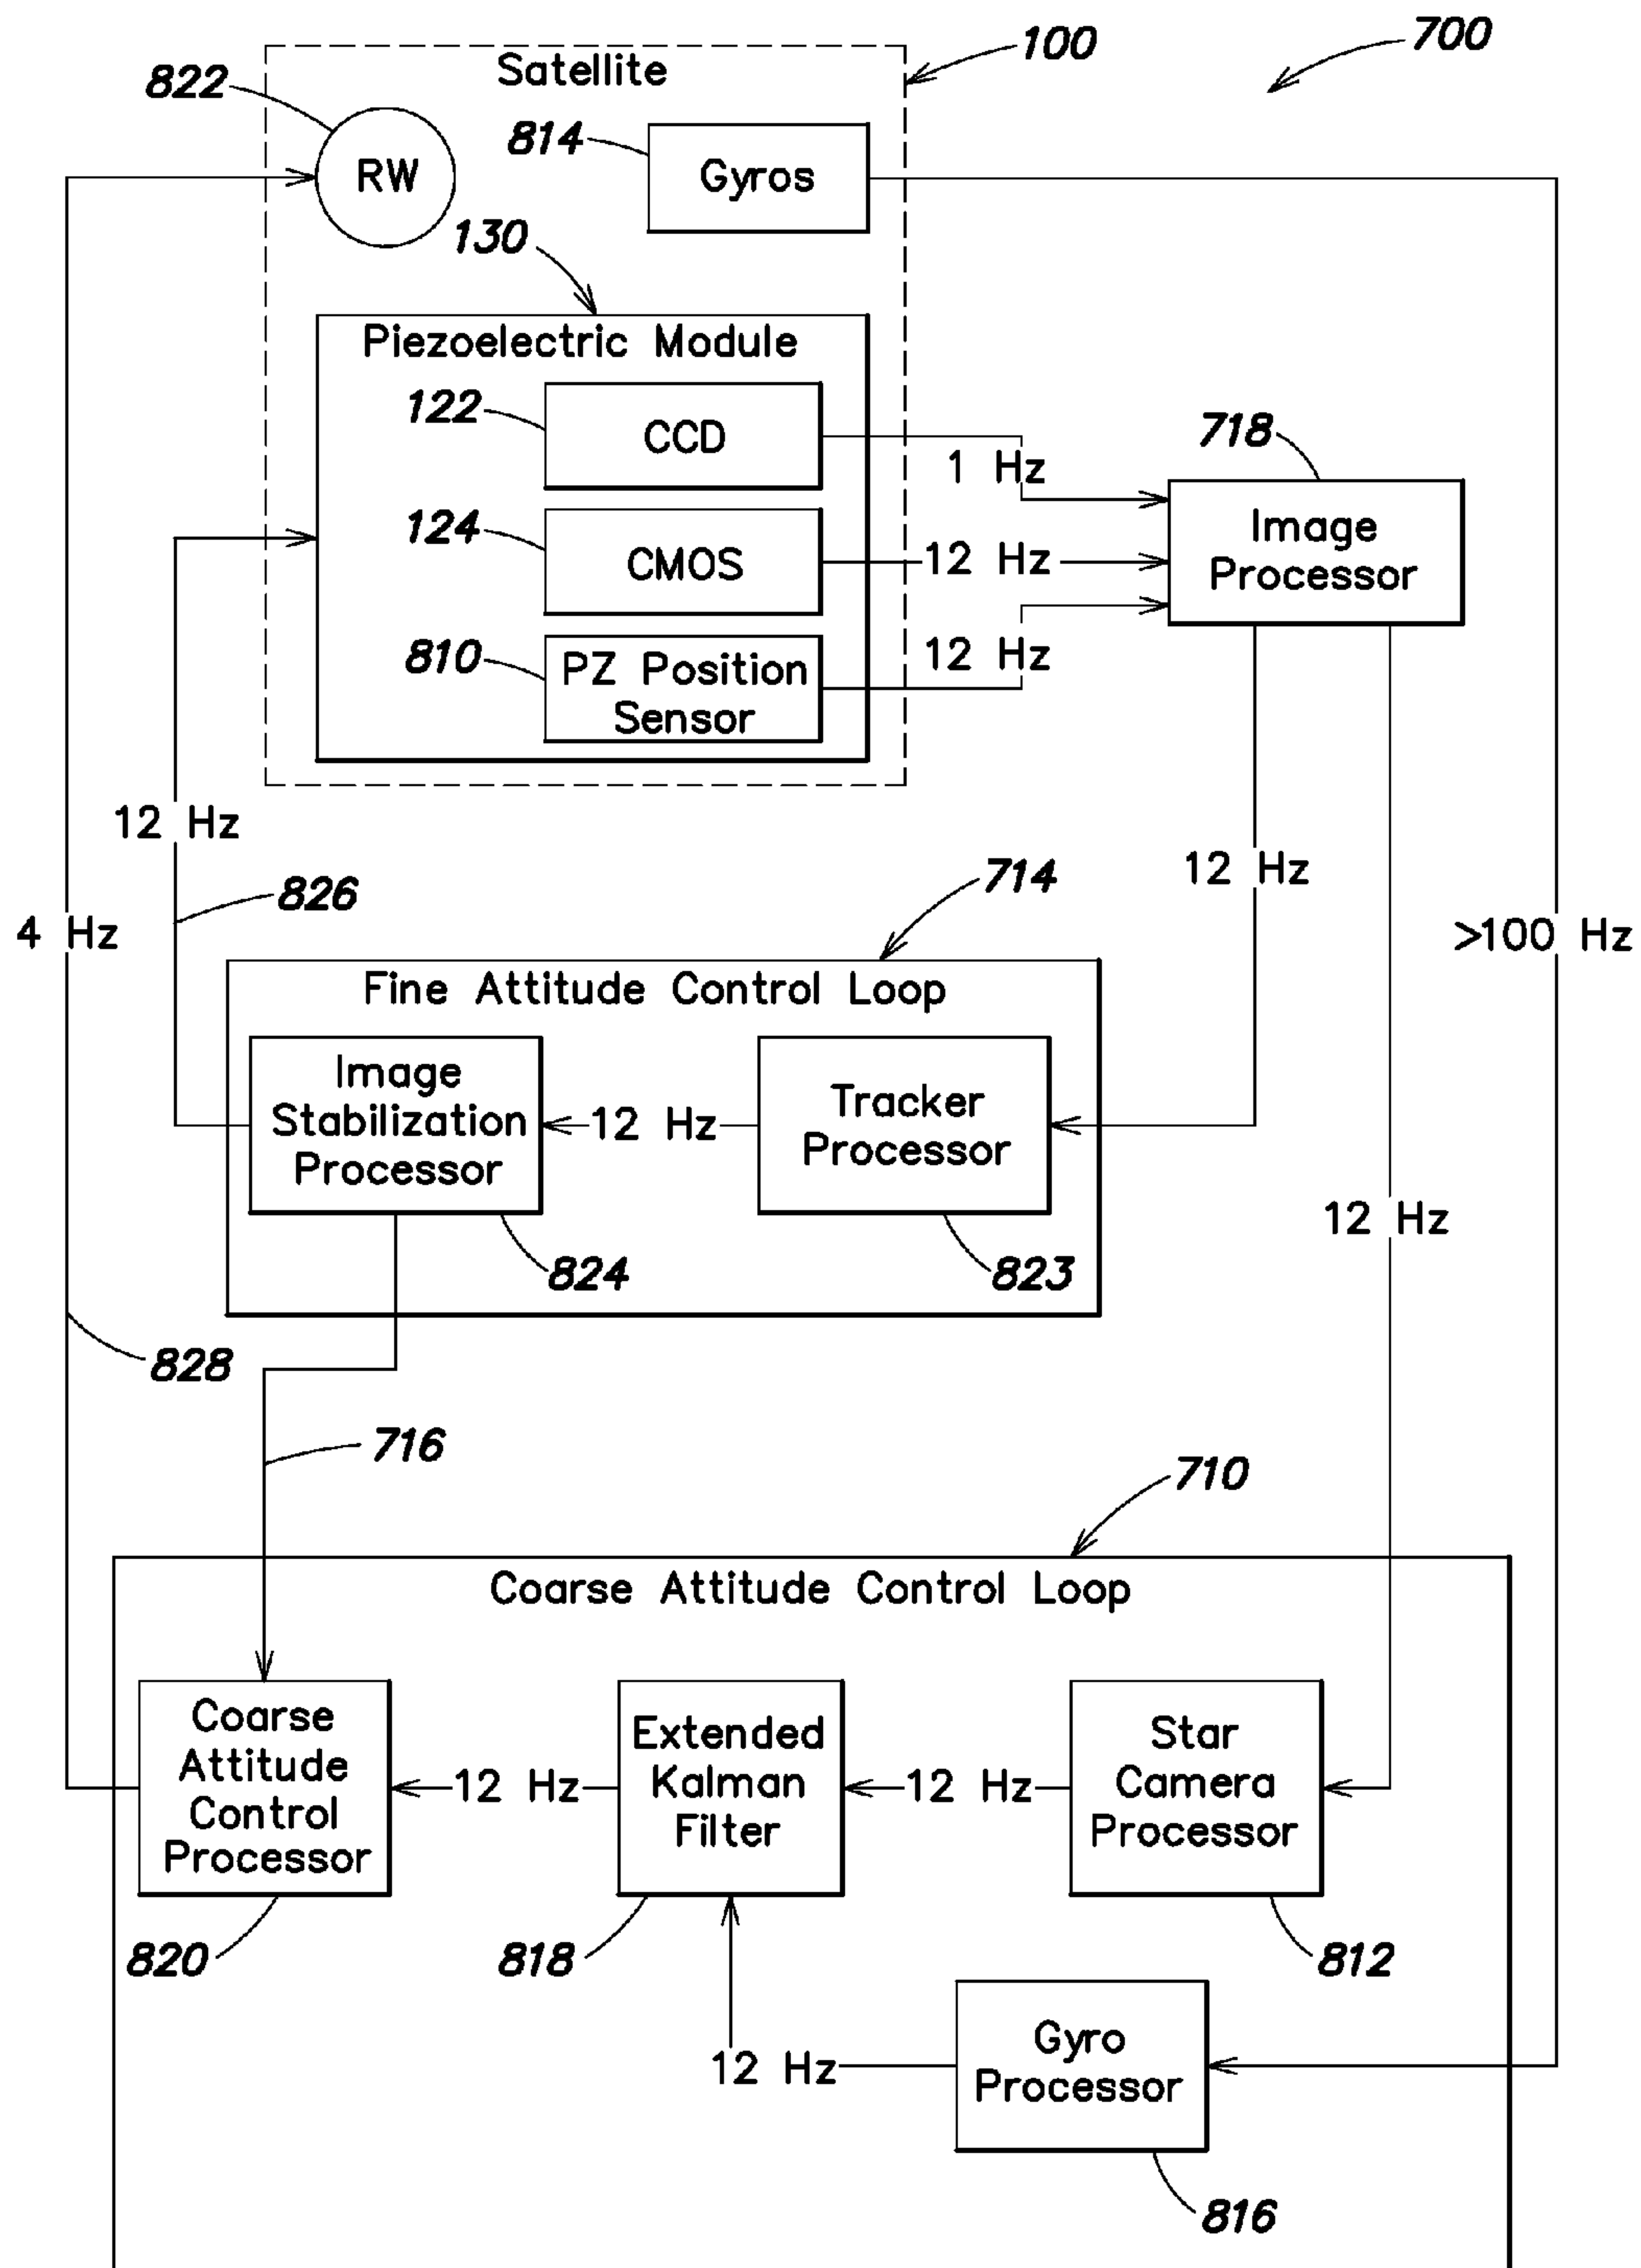 700
100
Satellite
822
814
RW
Gyros
130
Piezoelectric Module
122
CCD
1 Hz
718
124
CMOS
12 Hz
Image
Processor
810
PZ Position
Sensor
12 Hz
12 Hz
826
4 Hz
12 Hz
714
>100 Hz
Fine Attitude Control Loop
Image
Stabilization
Processor
12 Hz
Tracker
Processor
824
823
12 Hz
828
716
710
Coarse Attitude Control Loop
Coarse
Attitude
Control
Processor
12 Hz
Extended
Kalman
Filter
12 Hz
Star
Camera
Processor
820
818
812
12 Hz
Gyro
Processor
816